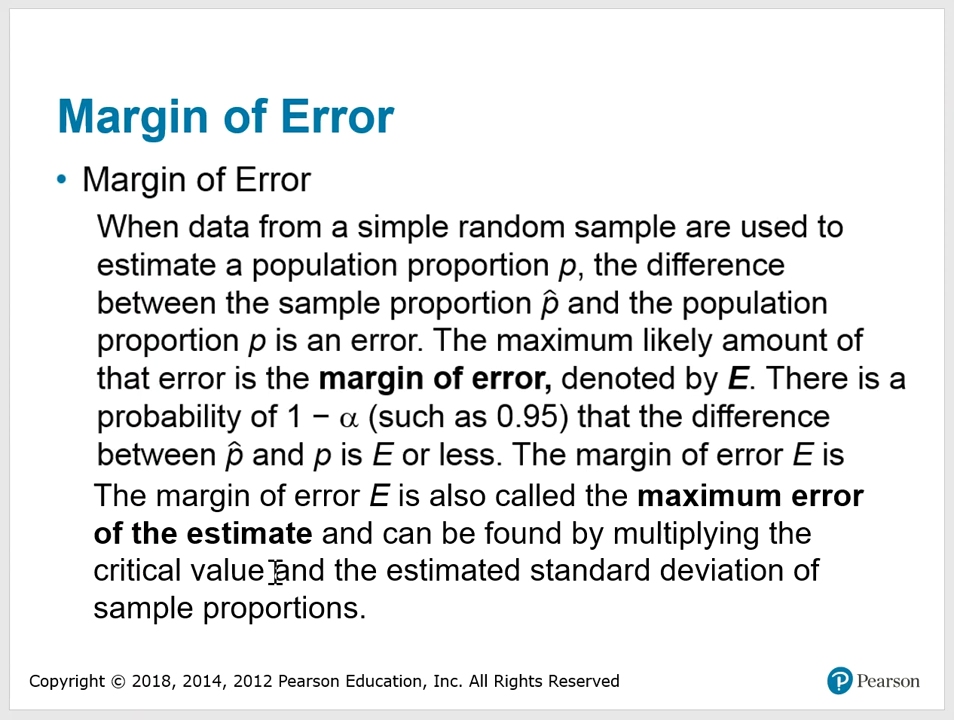 Margin of Error
• Margin of Error
When data from a simple random sample are used to
estimate a population proportion p, the difference
between the sample proportion p̂ and the population
proportion p is an error. The maximum likely amount of
that error is the margin of error, denoted by E. There is a
probability of 1 − α (such as 0.95) that the difference
between p̂ and p is E or less. The margin of error E is
The margin of error E is also called the maximum error
of the estimate and can be found by multiplying the
critical value and the estimated standard deviation of
sample proportions.
Copyright © 2018, 2014, 2012 Pearson Education, Inc. All Rights Reserved
P Pearson